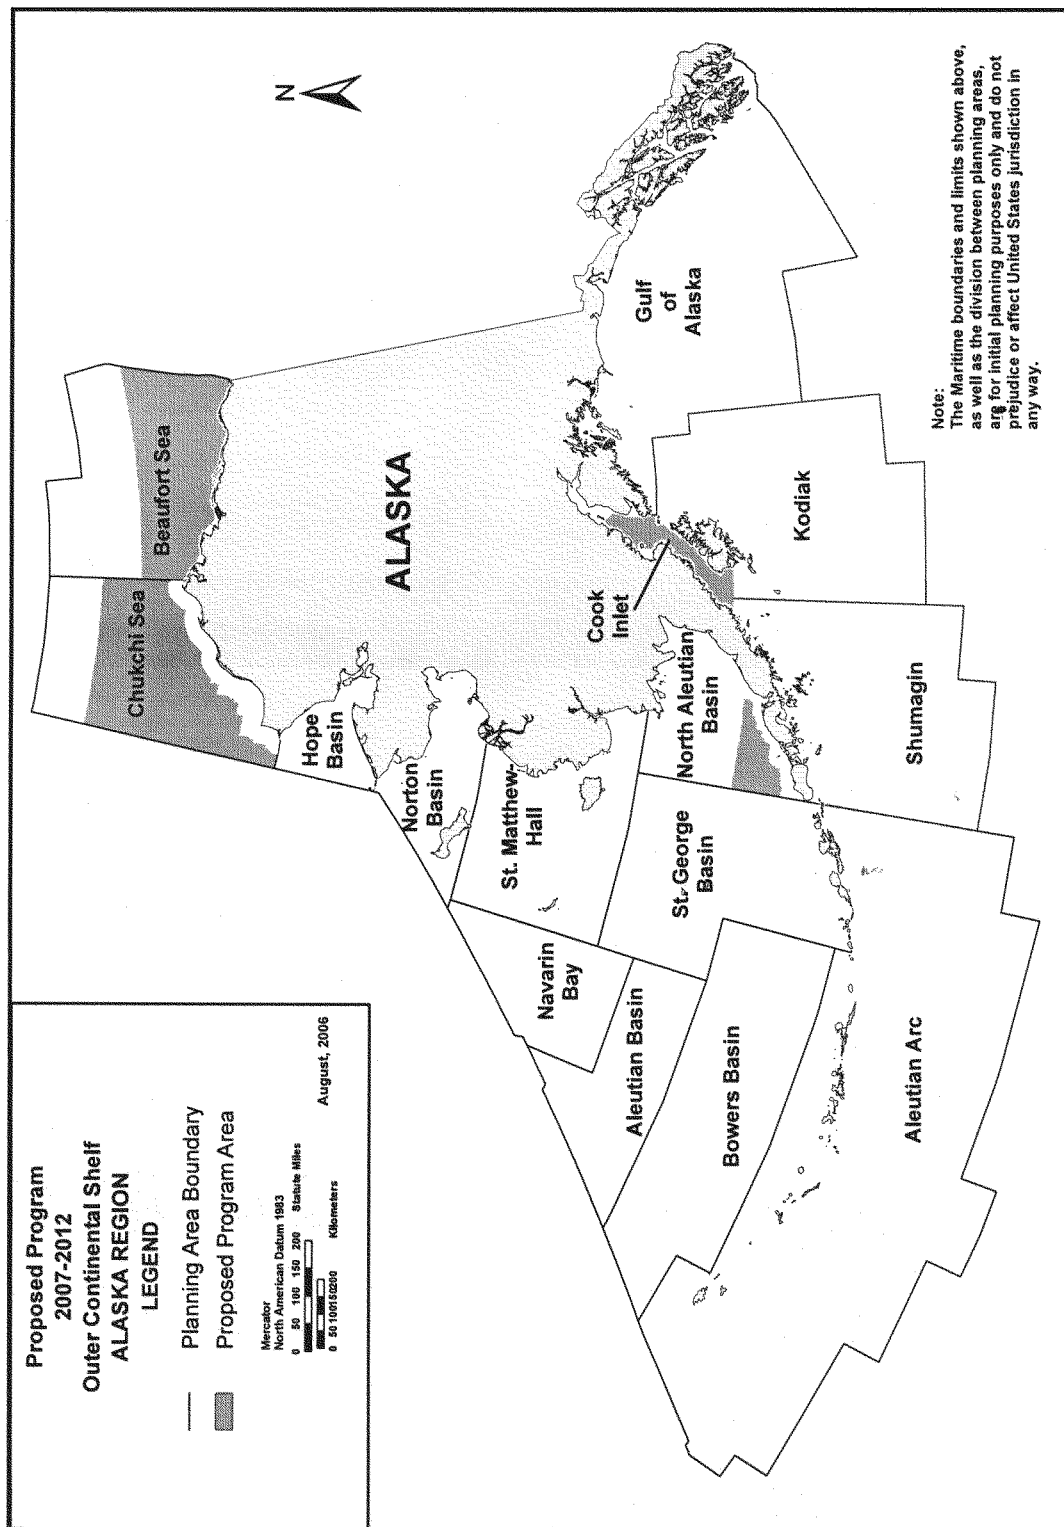 Proposed Program
2007-2012
Outer Continental Shelf
ALASKA REGION
LEGEND
Planning Area Boundary
Proposed Program Area
Mercator
North American Datum 1983
0 50 100 150 200 Statute Miles
0 50 100150200 Kilometers
August, 2006
N
Beaufort Sea
Chukchi Sea
ALASKA
Hope
Basin
Norton
Basin
St. Matthew-
Hall
Navarin
Bay
Aleutian Basin
Bowers Basin
St. George
Basin
North Aleutian
Basin
Cook
Inlet
Gulf
of
Alaska
Kodiak
Shumagin
Aleutian Arc
Note:
The Maritime boundaries and limits shown above,
as well as the division between planning areas,
are for initial planning purposes only and do not
prejudice or affect United States jurisdiction in
any way.